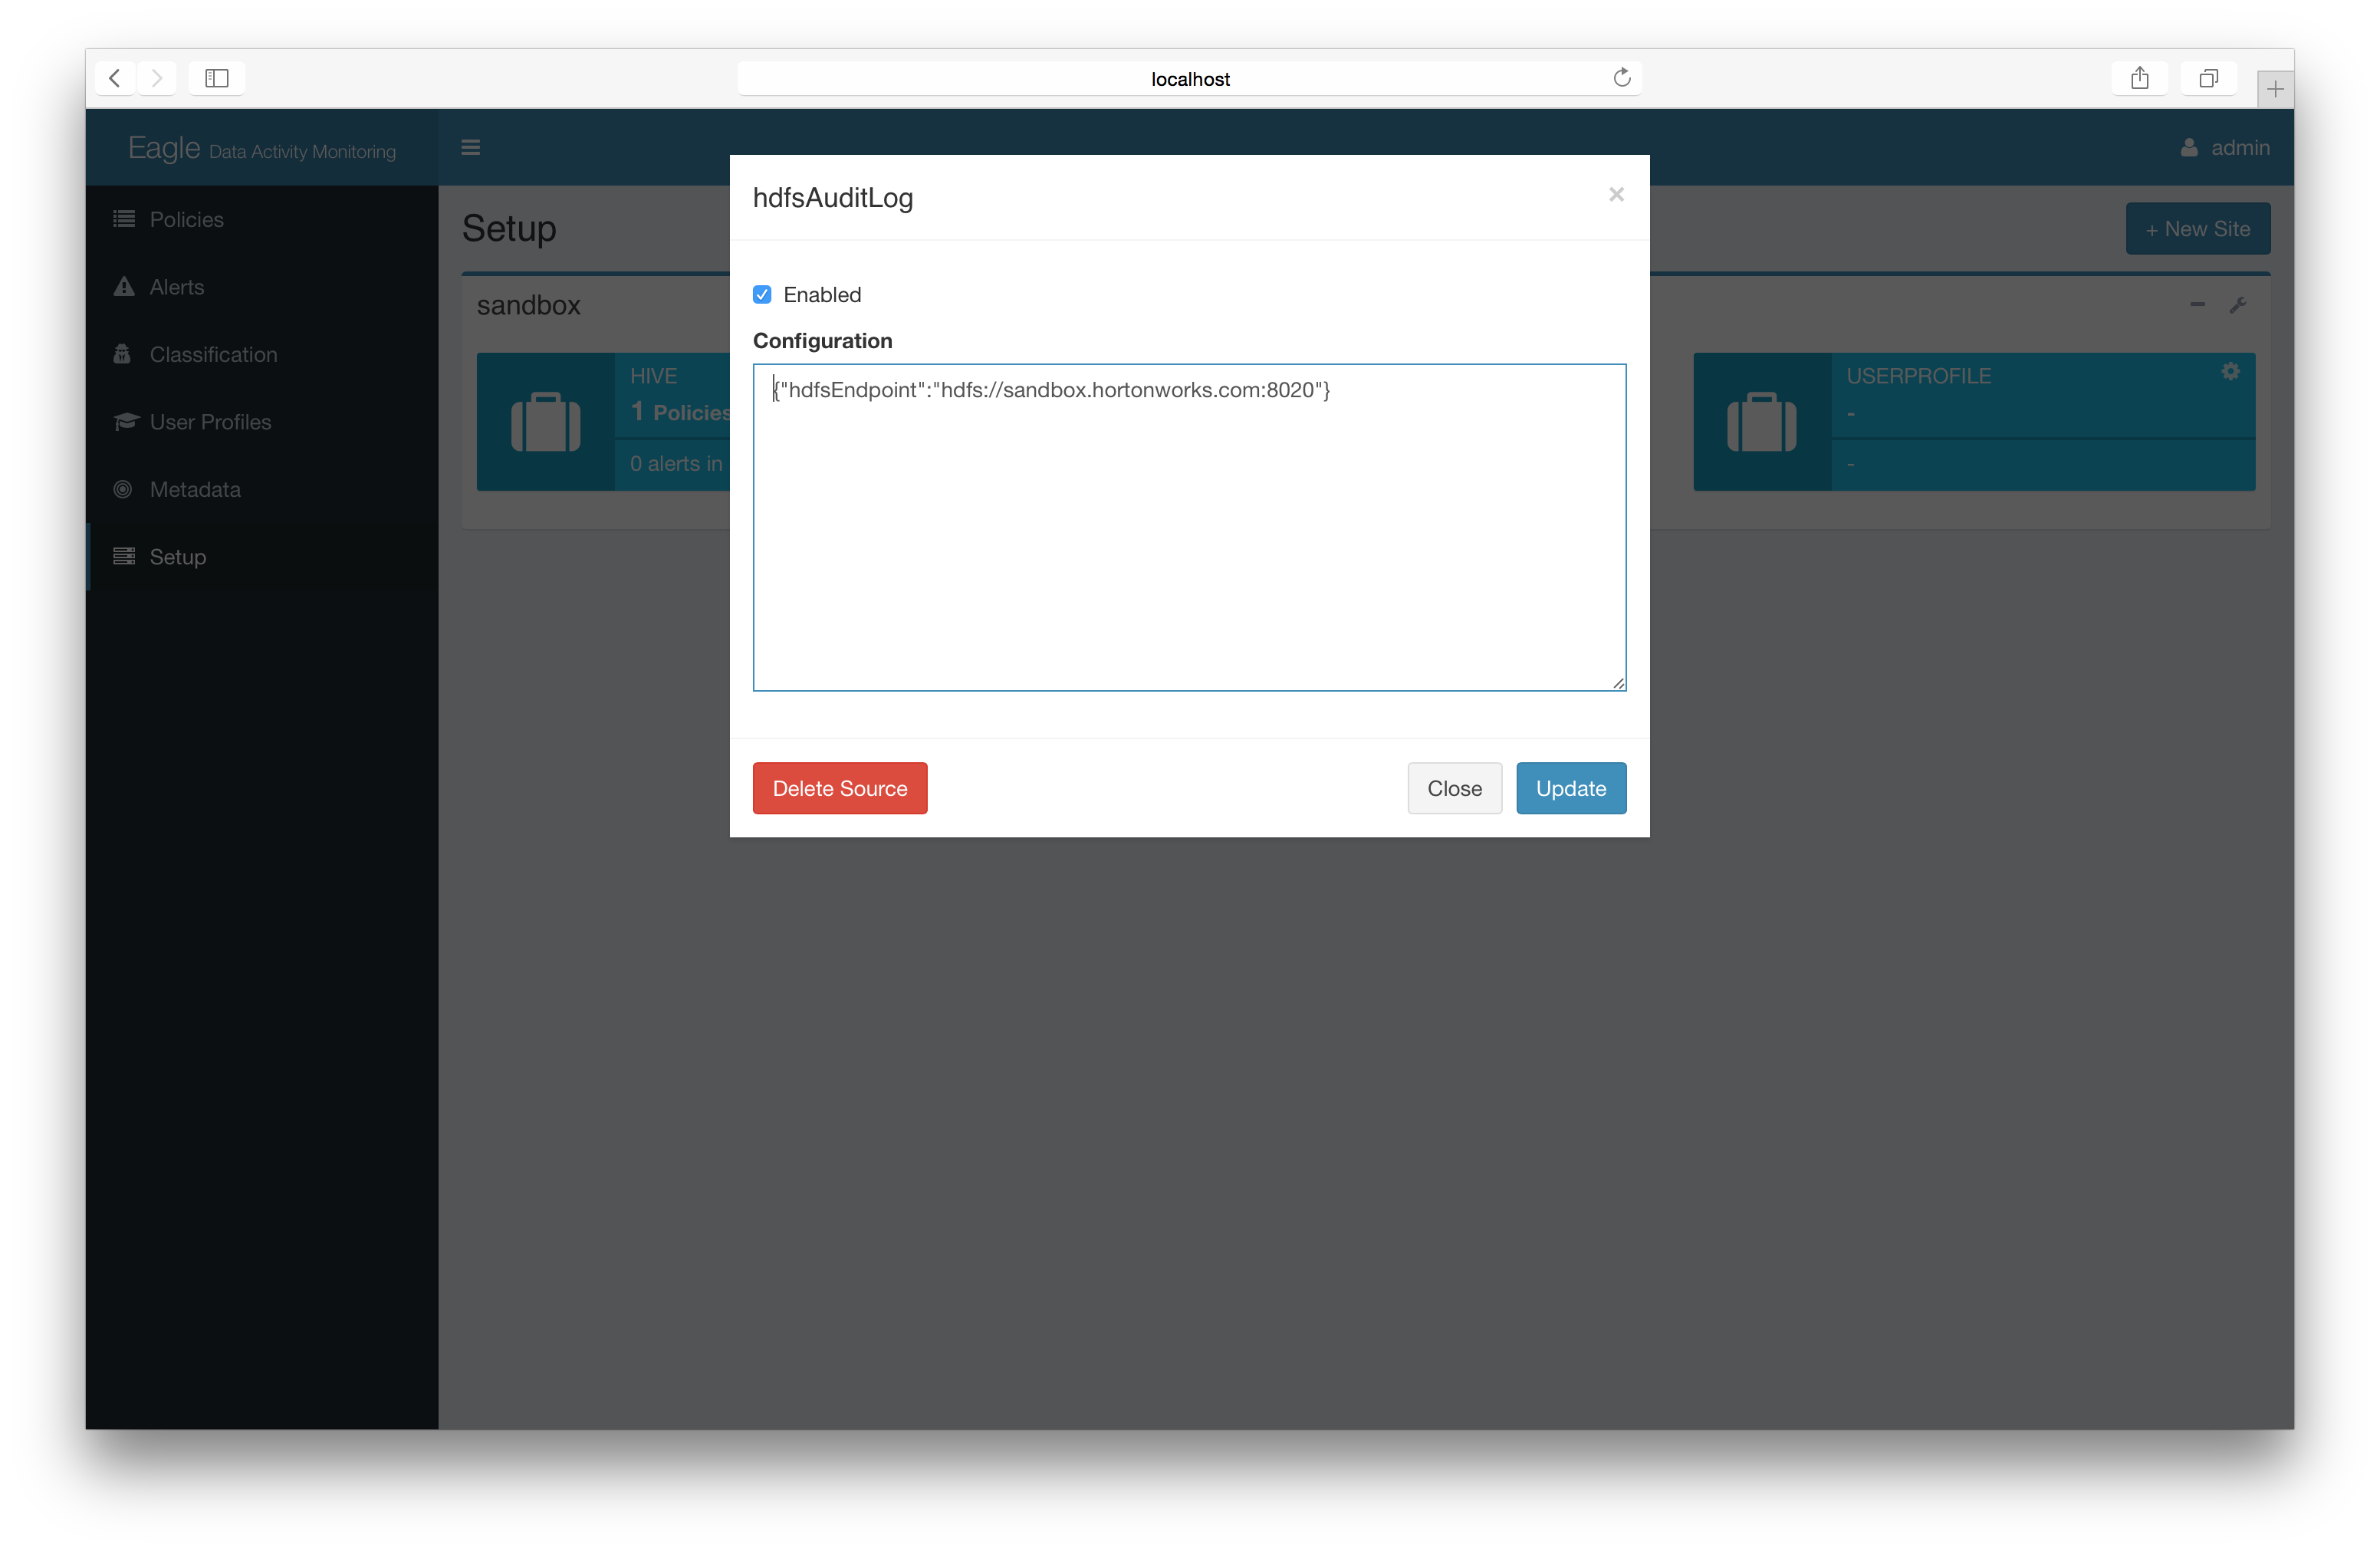 localhost
Eagle Data Activity Monitoring
admin
Policies
Alerts
Classification
User Profiles
Metadata
Setup
Setup
+ New Site
sandbox
HIVE
1 Policies
0 alerts in
USERPROFILE
-
-
hdfsAuditLog
×
Enabled
Configuration
{"hdfsEndpoint":"hdfs://sandbox.hortonworks.com:8020"}
Delete Source
Close
Update